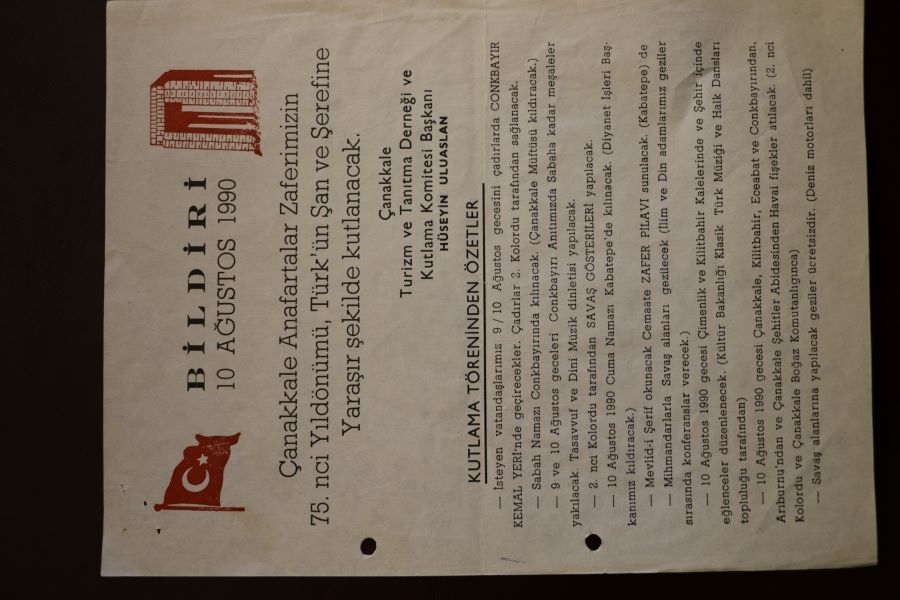 BİLDİRİ
10 AĞUSTOS 1990
Çanakkale Anafartalar Zaferimizin
75. nci Yıldönümü, Türk'ün Şan ve Şerefine
Yaraşır şekilde kutlanacak.
Çanakkale
Turizm ve Tanıtma Derneği ve
Kutlama Komitesi Başkanı
HÜSEYİN ULUASLAN
KUTLAMA TÖRENİNDEN ÖZETLER
— İsteyen vatandaşlarımız 9/10 Ağustos gecesini çadırlarda CONKBAYIR
KEMAL YERİ'nde geçirecekler. Çadırlar 2. Kolordu tarafından sağlanacak.
— Sabah Namazı Conkbayırında kılınacak. (Çanakkale Müftüsü kıldıracak.)
— 9 ve 10 Ağustos geceleri Conkbayırı Anıtımızda Sabaha kadar meşaleler
yakılacak. Tasavvuf ve Dini Müzik dinletisi yapılacak.
— 2. nci Kolordu tarafından SAVAŞ GÖSTERİLERİ yapılacak.
— 10 Ağustos 1990 Cuma Namazı Kabatepe'de kılınacak. (Diyanet İşleri Baş-
kanımız kıldıracak.)
— Mevlid-i Şerif okunacak Cemaate ZAFER PİLAVI sunulacak. (Kabatepe) de
— Mihmandarlarla Savaş alanları gezilecek (İlim ve Din adamlarımız geziler
sırasında konferanslar verecek.)
— 10 Ağustos 1990 gecesi Çimenlik ve Kilitbahir Kalelerinde ve Şehir içinde
eğlenceler düzenlenecek. (Kültür Bakanlığı Klasik Türk Müziği ve Halk Dansları
topluluğu tarafından)
— 10 Ağustos 1990 gecesi Çanakkale, Kilitbahir, Eceabat ve Conkbayırından,
Arıburnu'ndan ve Çanakkale Şehitler Abidesinden Havai fişekler atılacak. (2. nci
Kolordu ve Çanakkale Boğaz Komutanlığınca)
— Savaş alanlarına yapılacak geziler ücretsizdir. (Deniz motorları dahil)